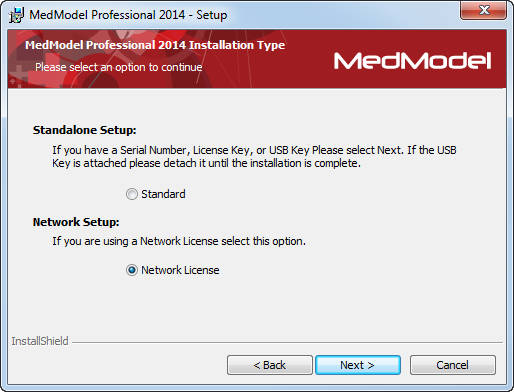 MedModel Professional 2014 - Setup
MedModel Professional 2014 Installation Type
Please select an option to continue
MedModel
Standalone Setup:
If you have a Serial Number, License Key, or USB Key Please select Next. If the USB
Key is attached please detach it until the installation is complete.
Standard
Network Setup:
If you are using a Network License select this option.
Network License
InstallShield
< Back
Next >
Cancel